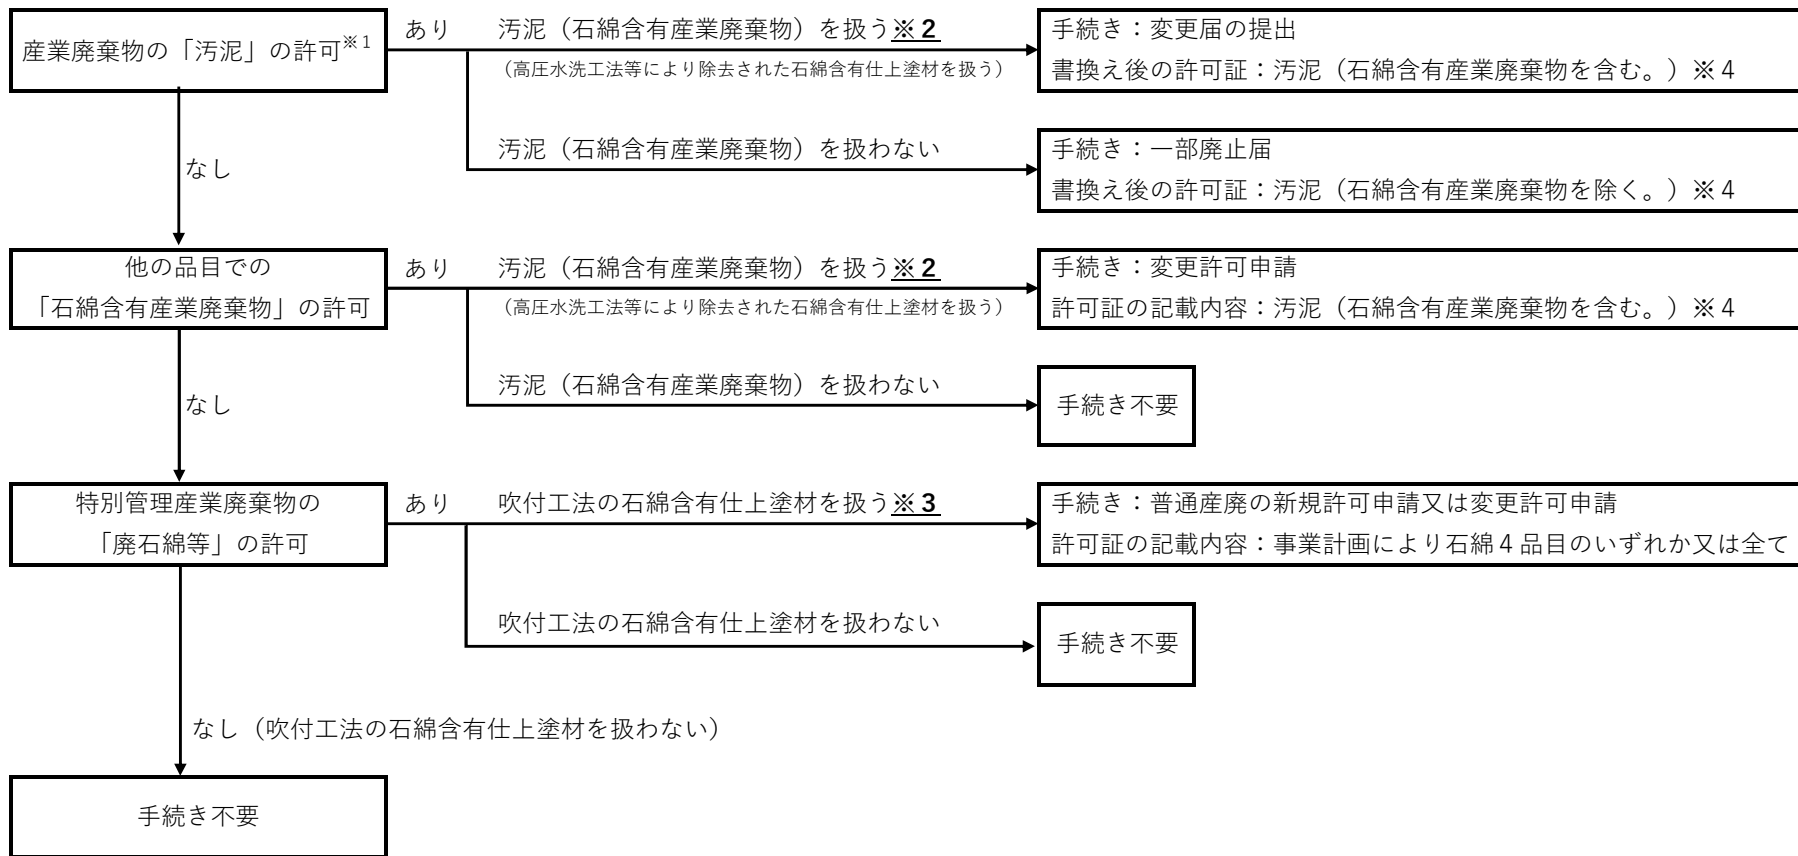 産業廃棄物の「汚泥」の許可※1
あり
汚泥（石綿含有産業廃棄物）を扱う※2
（高圧水洗工法等により除去された石綿含有仕上塗材を扱う）
手続き：変更届の提出
書換え後の許可証：汚泥（石綿含有産業廃棄物を含む。）※4
汚泥（石綿含有産業廃棄物）を扱わない
手続き：一部廃止届
書換え後の許可証：汚泥（石綿含有産業廃棄物を除く。）※4
なし
他の品目での
「石綿含有産業廃棄物」の許可
あり
汚泥（石綿含有産業廃棄物）を扱う※2
（高圧水洗工法等により除去された石綿含有仕上塗材を扱う）
手続き：変更許可申請
許可証の記載内容：汚泥（石綿含有産業廃棄物を含む。）※4
汚泥（石綿含有産業廃棄物）を扱わない
手続き不要
なし
特別管理産業廃棄物の
「廃石綿等」の許可
あり
吹付工法の石綿含有仕上塗材を扱う※3
手続き：普通産廃の新規許可申請又は変更許可申請
許可証の記載内容：事業計画により石綿4品目のいずれか又は全て
吹付工法の石綿含有仕上塗材を扱わない
手続き不要
なし（吹付工法の石綿含有仕上塗材を扱わない）
手続き不要